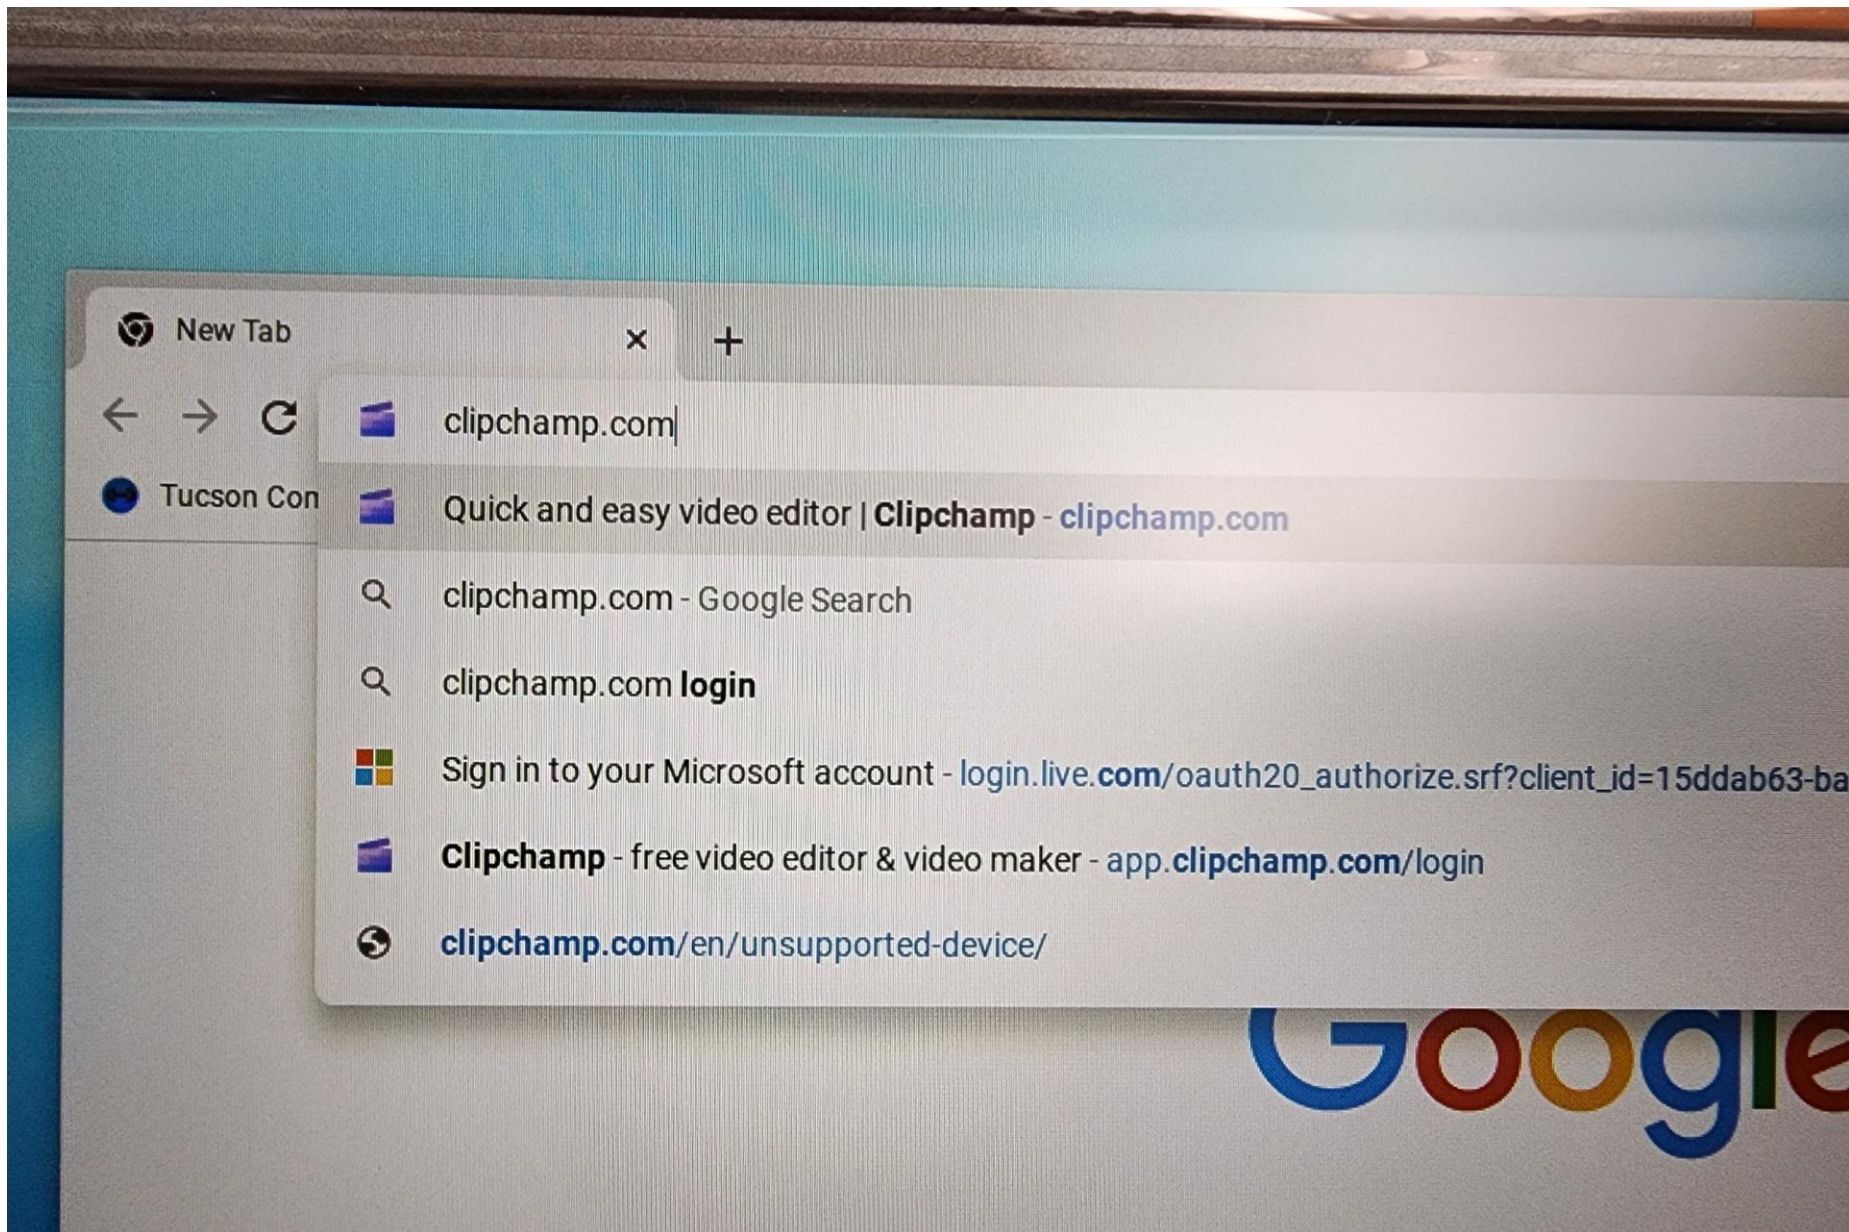 New Tab
clipchamp.com
Tucson Con
Quick and easy video editor | Clipchamp - clipchamp.com
clipchamp.com - Google Search
clipchamp.com login
Sign in to your Microsoft account - login.live.com/oauth20_authorize.srf?client_id=15ddab63-ba
Clipchamp - free video editor & video maker - app.clipchamp.com/login
clipchamp.com/en/unsupported-device/
Google